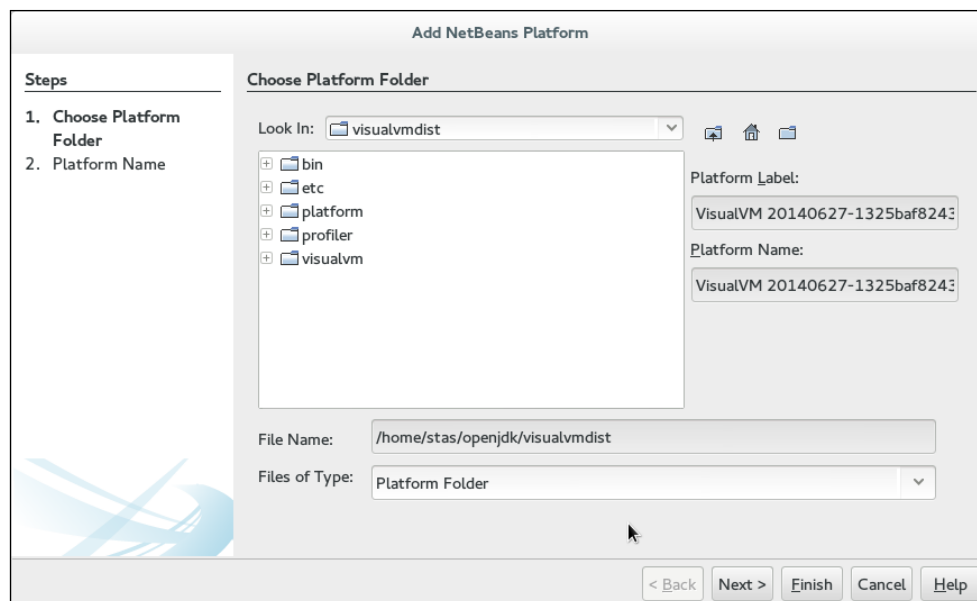 Add NetBeans Platform
Steps
1. Choose Platform
Folder
2. Platform Name
Choose Platform Folder
Look In: visualvmdist
bin
etc
platform
profiler
visualvm
Platform Label:
VisualVM 20140627-1325baf8243
Platform Name:
VisualVM 20140627-1325baf8243
File Name: /home/stas/openjdk/visualvmdist
Files of Type: Platform Folder
< Back Next > Finish Cancel Help